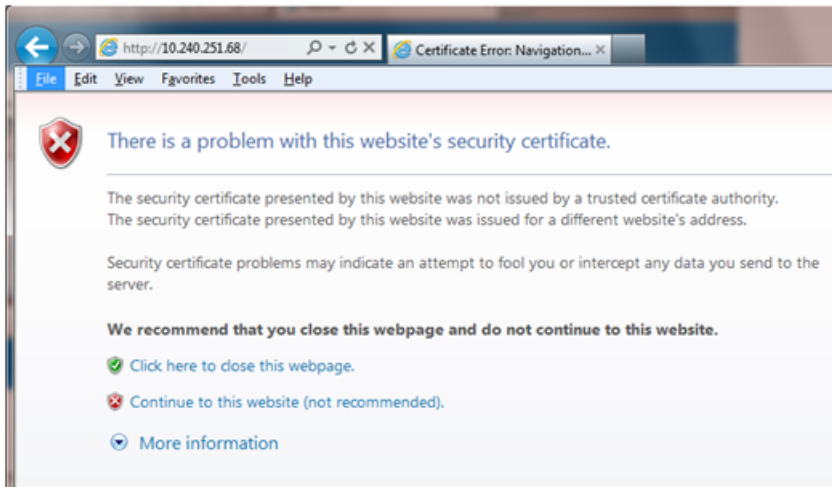 http://10.240.251.68/
Certificate Error: Navigation...
File Edit View Favorites Tools Help
There is a problem with this website's security certificate.
The security certificate presented by this website was not issued by a trusted certificate authority.
The security certificate presented by this website was issued for a different website's address.
Security certificate problems may indicate an attempt to fool you or intercept any data you send to the
server.
We recommend that you close this webpage and do not continue to this website.
Click here to close this webpage.
Continue to this website (not recommended).
More information